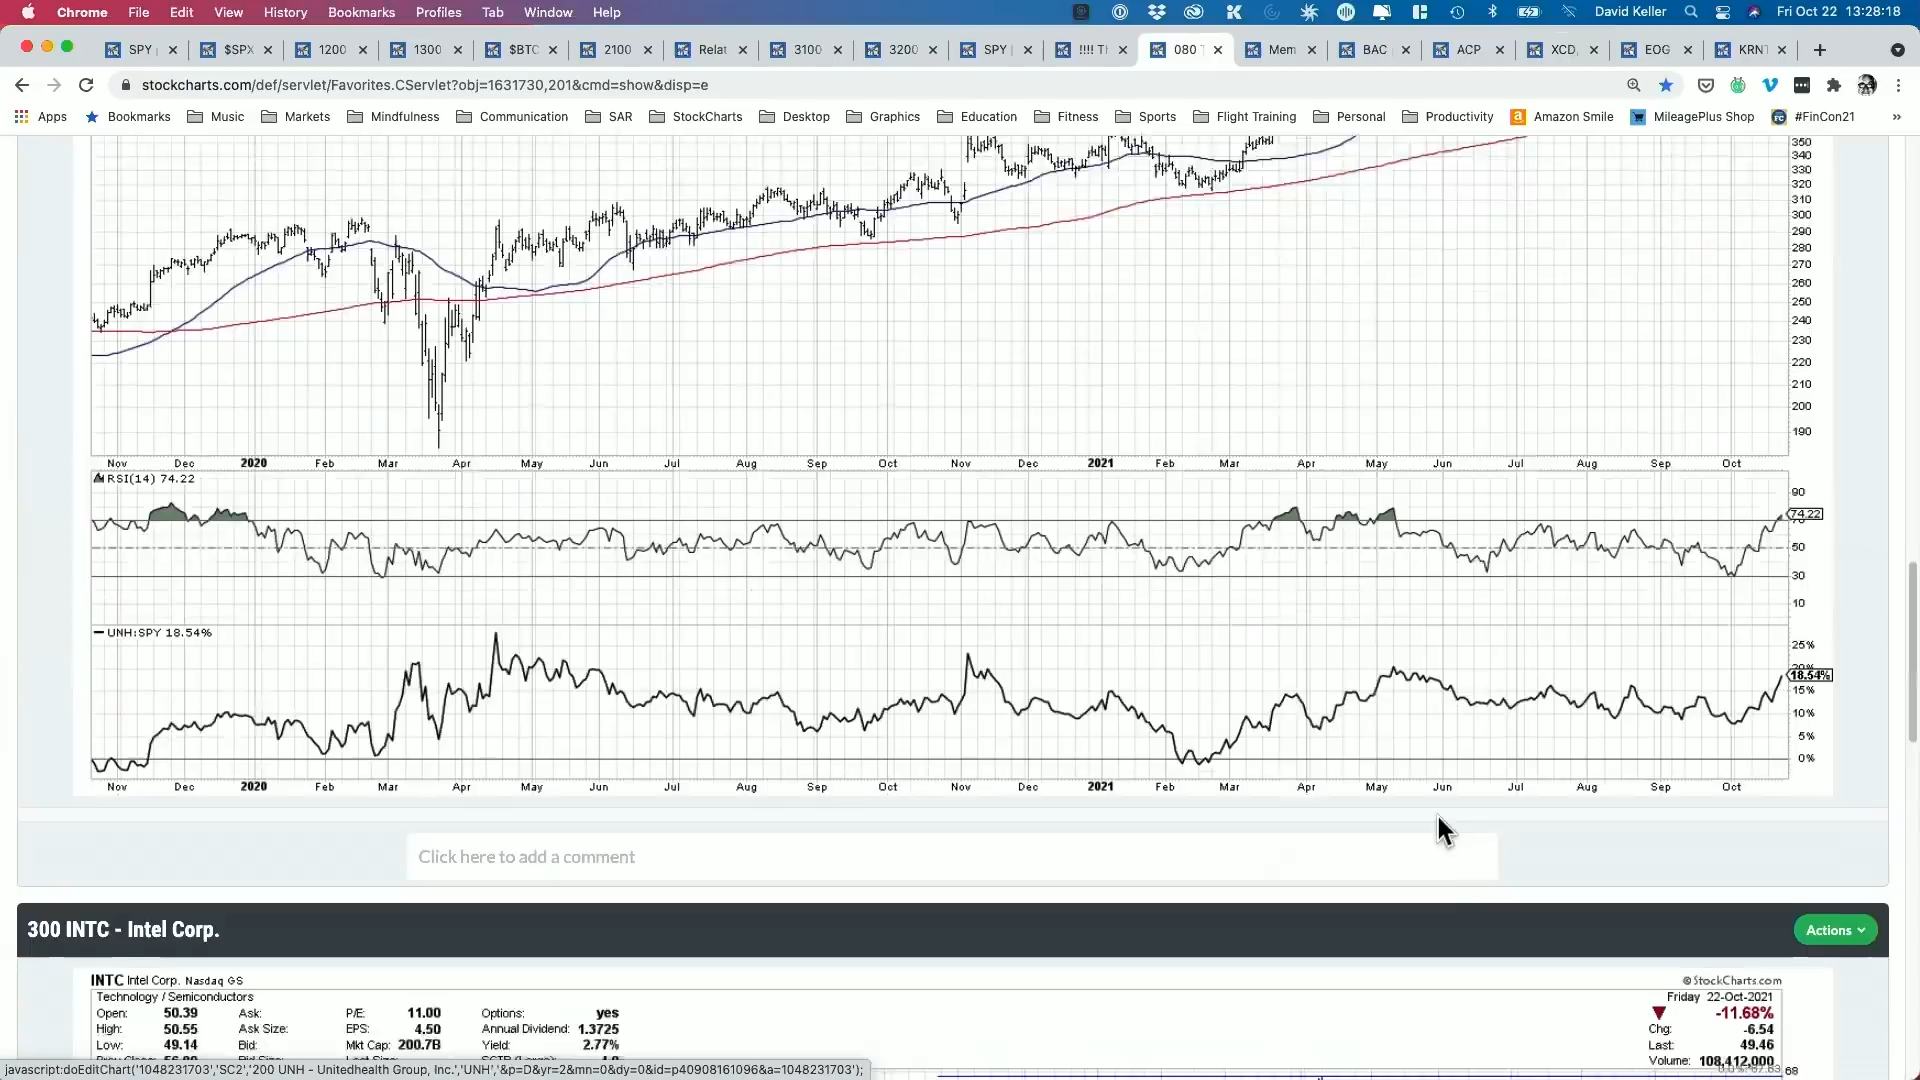 Chrome File Edit View History Bookmarks Profiles Tab Window Help David Keller Fri Oct 22 13:28:18
SPY $SPX 1200 1300 $BTC 2100 Relat 3100 3200 SPY !!!! Tl 080 Mem BAC ACP XCD, EOG KRNT
stockcharts.com/def/servlet/Favorites.CServlet?obj=1631730,201&cmd=show&disp=e
Apps Bookmarks Music Markets Mindfulness Communication SAR StockCharts Desktop Graphics Education Fitness Sports Flight Training Personal Productivity Amazon Smile MileagePlus Shop #FinCon21 »
350
340
330
320
310
300
290
280
270
260
250
240
230
220
210
200
190
Nov Dec 2020 Feb Mar Apr May Jun Jul Aug Sep Oct Nov Dec 2021 Feb Mar Apr May Jun Jul Aug Sep Oct
RSI(14) 74.22
90
74.22
70
50
30
10
UNH:SPY 18.54%
25%
20%
18.54%
15%
10%
5%
0%
Nov Dec 2020 Feb Mar Apr May Jun Jul Aug Sep Oct Nov Dec 2021 Feb Mar Apr May Jun Jul Aug Sep Oct
Click here to add a comment
300 INTC - Intel Corp.
Actions
INTC Intel Corp. Nasdaq GS
© StockCharts.com
Technology / Semiconductors
Friday 22-Oct-2021
Open: 50.39 Ask: P/E: 11.00 Options: yes
-11.68%
High: 50.55 Ask Size: EPS: 4.50 Annual Dividend: 1.3725
Chg: -6.54
Low: 49.14 Bid: Mkt Cap: 200.7B Yield: 2.77%
Last: 49.46
Volume: 108,412,000
68
javascript:doEditChart('1048231703','SC2','200 UNH - Unitedhealth Group, Inc.','UNH','&p=D&yr=2&mn=0&dy=0&id=p40908161096&a=1048231703');